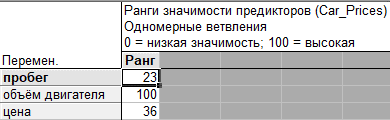 Ранги значимости предикторов (Car_Prices)
Одномерные ветвления
0 = низкая значимость; 100 = высокая
Перемен. Ранг
пробег 23
объём двигателя 100
цена 36